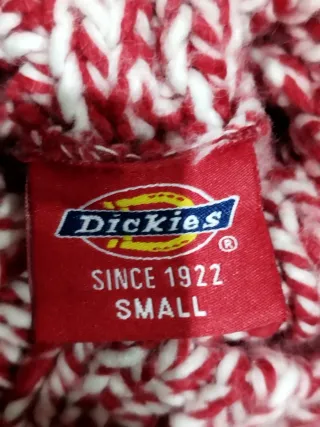 Dickies
®
SINCE 1922
SMALL